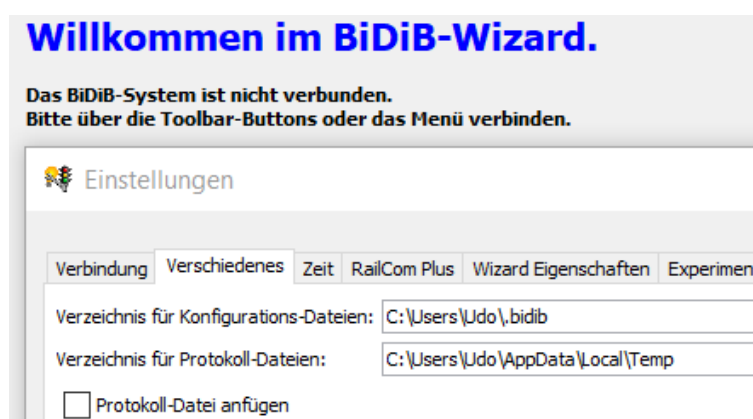 Willkommen im BiDiB-Wizard.
Das BiDiB-System ist nicht verbunden.
Bitte über die Toolbar-Buttons oder das Menü verbinden.
Einstellungen
Verbindung Verschiedenes Zeit RailCom Plus Wizard Eigenschaften Experimen
Verzeichnis für Konfigurations-Dateien: C:\Users\Udo\.bidib
Verzeichnis für Protokoll-Dateien: C:\Users\Udo\AppData\Local\Temp
Protokoll-Datei anfügen